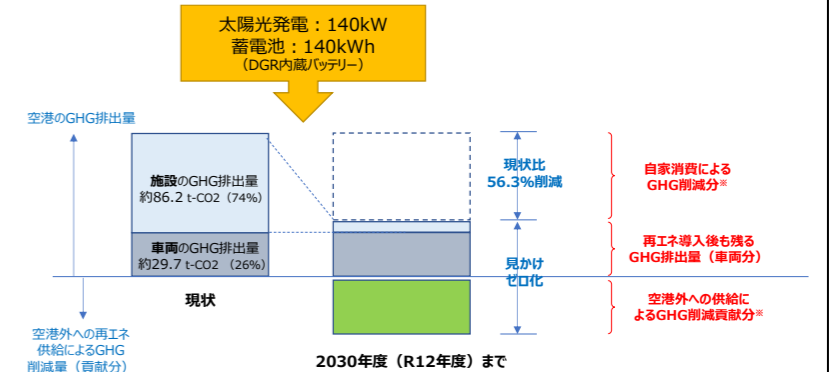 太陽光発電：140kW
蓄電池：140kWh
（DGR内蔵バッテリー）
空港のGHG排出量
施設のGHG排出量
約86.2 t-CO2（74%）
車両のGHG排出量
約29.7 t-CO2 （26%）
現状
空港外への再エネ
供給によるGHG
削減量（貢献分）
現状比
56.3%削減
見かけ
ゼロ化
2030年度（R12年度）まで
自家消費による
GHG削減分※
再エネ導入後も残る
GHG排出量（車両分）
空港外への供給に
よるGHG削減貢献分※